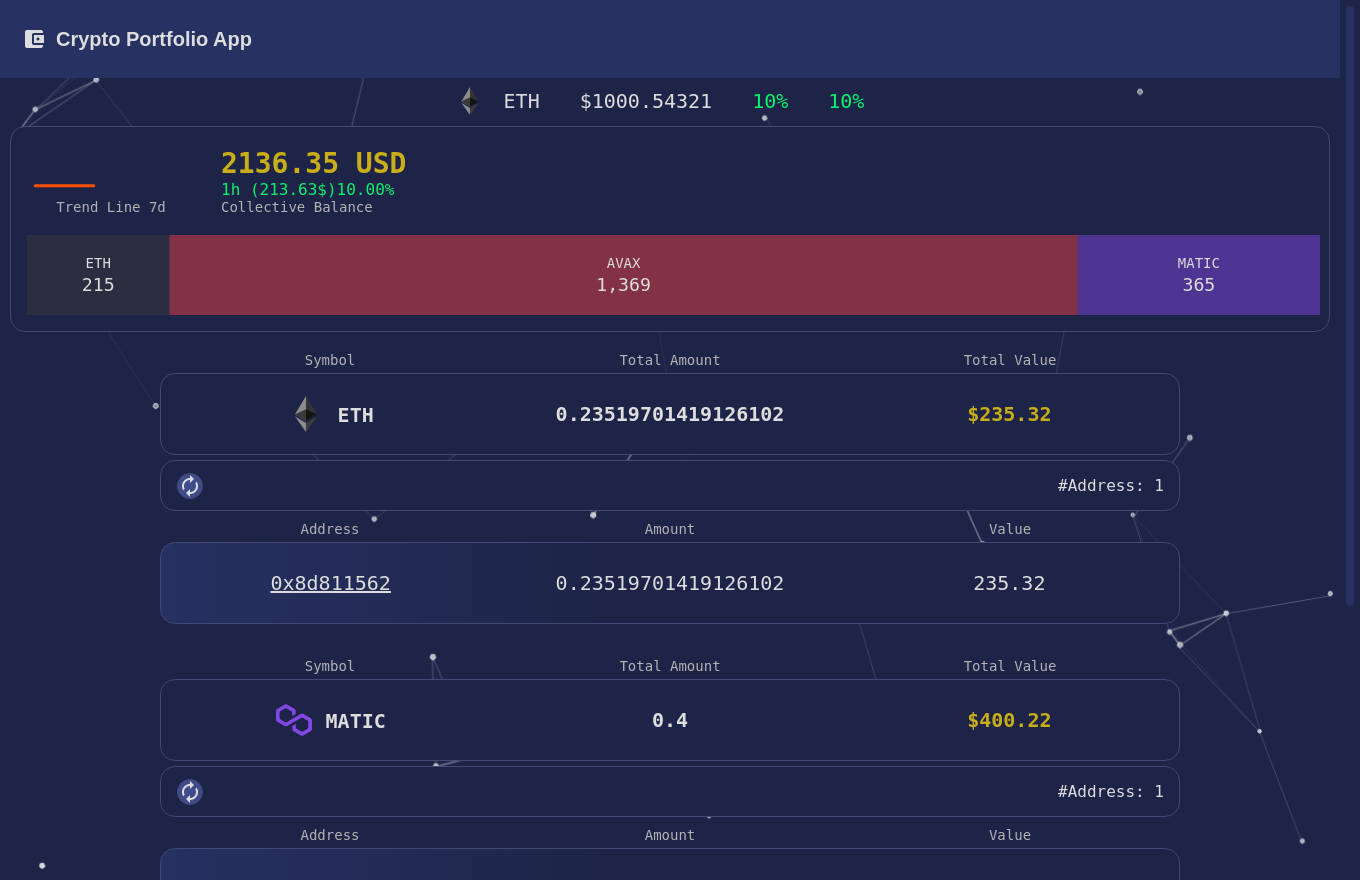 Crypto Portfolio App
ETH $1000.54321 10% 10%
2136.35 USD
1h (213.63$)10.00%
Trend Line 7d Collective Balance
ETH AVAX MATIC
215 1,369 365
Symbol Total Amount Total Value
ETH 0.23519701419126102 $235.32
#Address: 1
Address Amount Value
0x8d811562 0.23519701419126102 235.32
Symbol Total Amount Total Value
MATIC 0.4 $400.22
#Address: 1
Address Amount Value